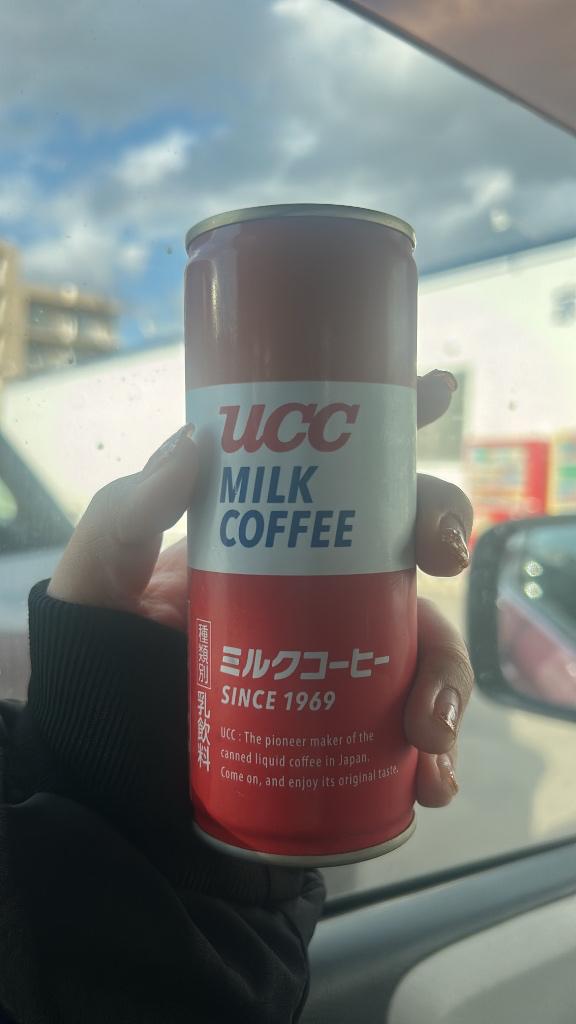 UCC
MILK
COFFEE
ミルクコーヒー
SINCE 1969
種類別 乳飲料
UCC : The pioneer maker of the
canned liquid coffee in Japan.
Come on, and enjoy its original taste.